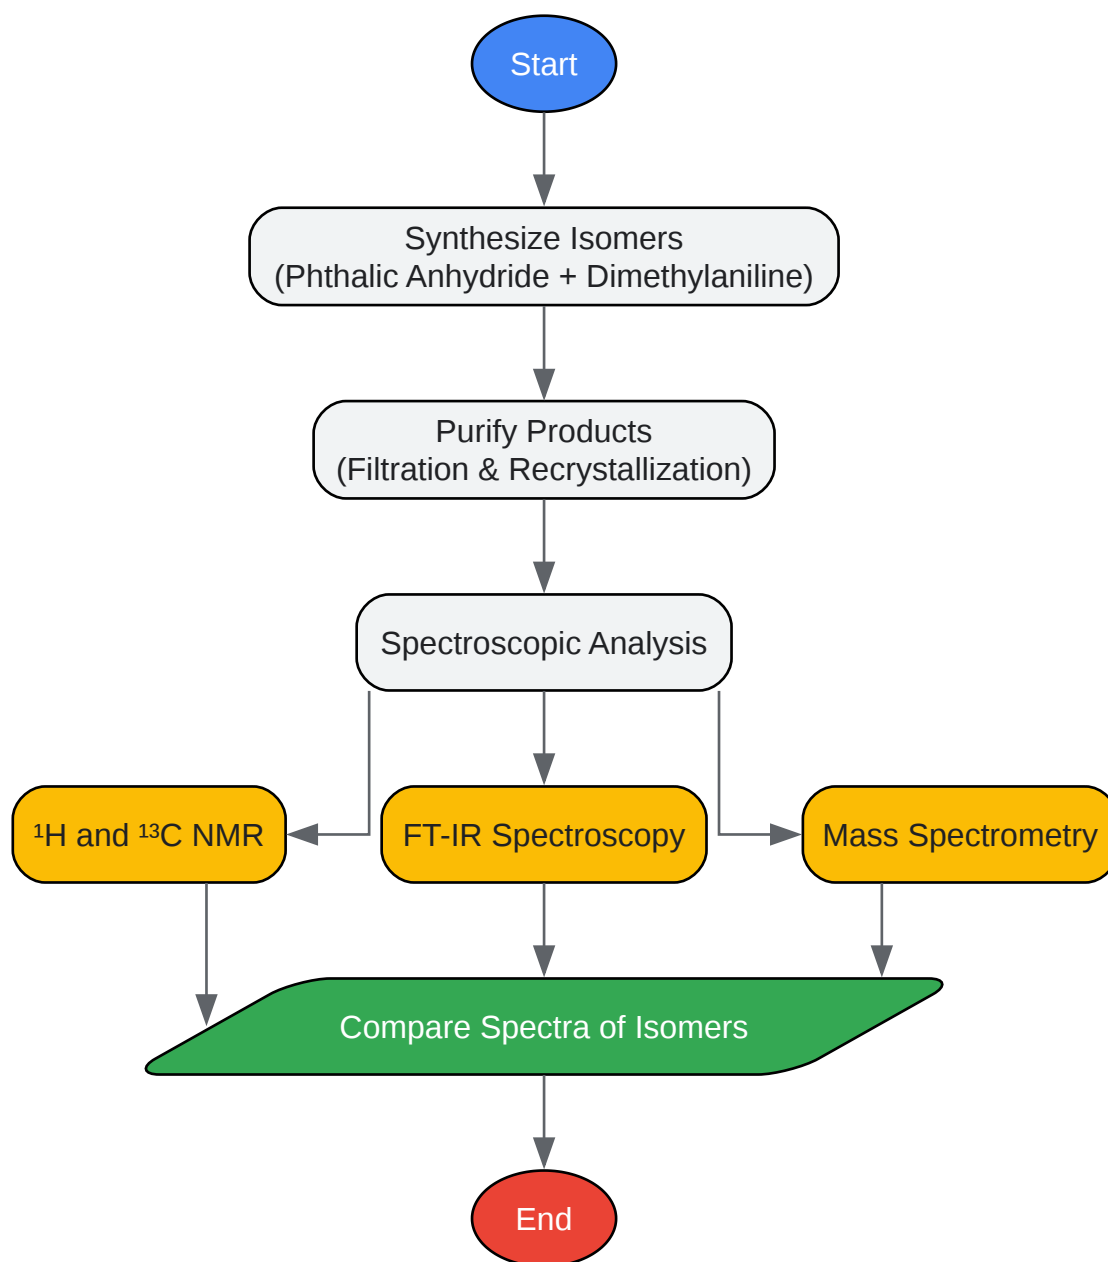 Start
Synthesize Isomers
(Phthalic Anhydride + Dimethylaniline)
Purify Products
(Filtration & Recrystallization)
Spectroscopic Analysis
¹H and ¹³C NMR
FT-IR Spectroscopy
Mass Spectrometry
Compare Spectra of Isomers
End